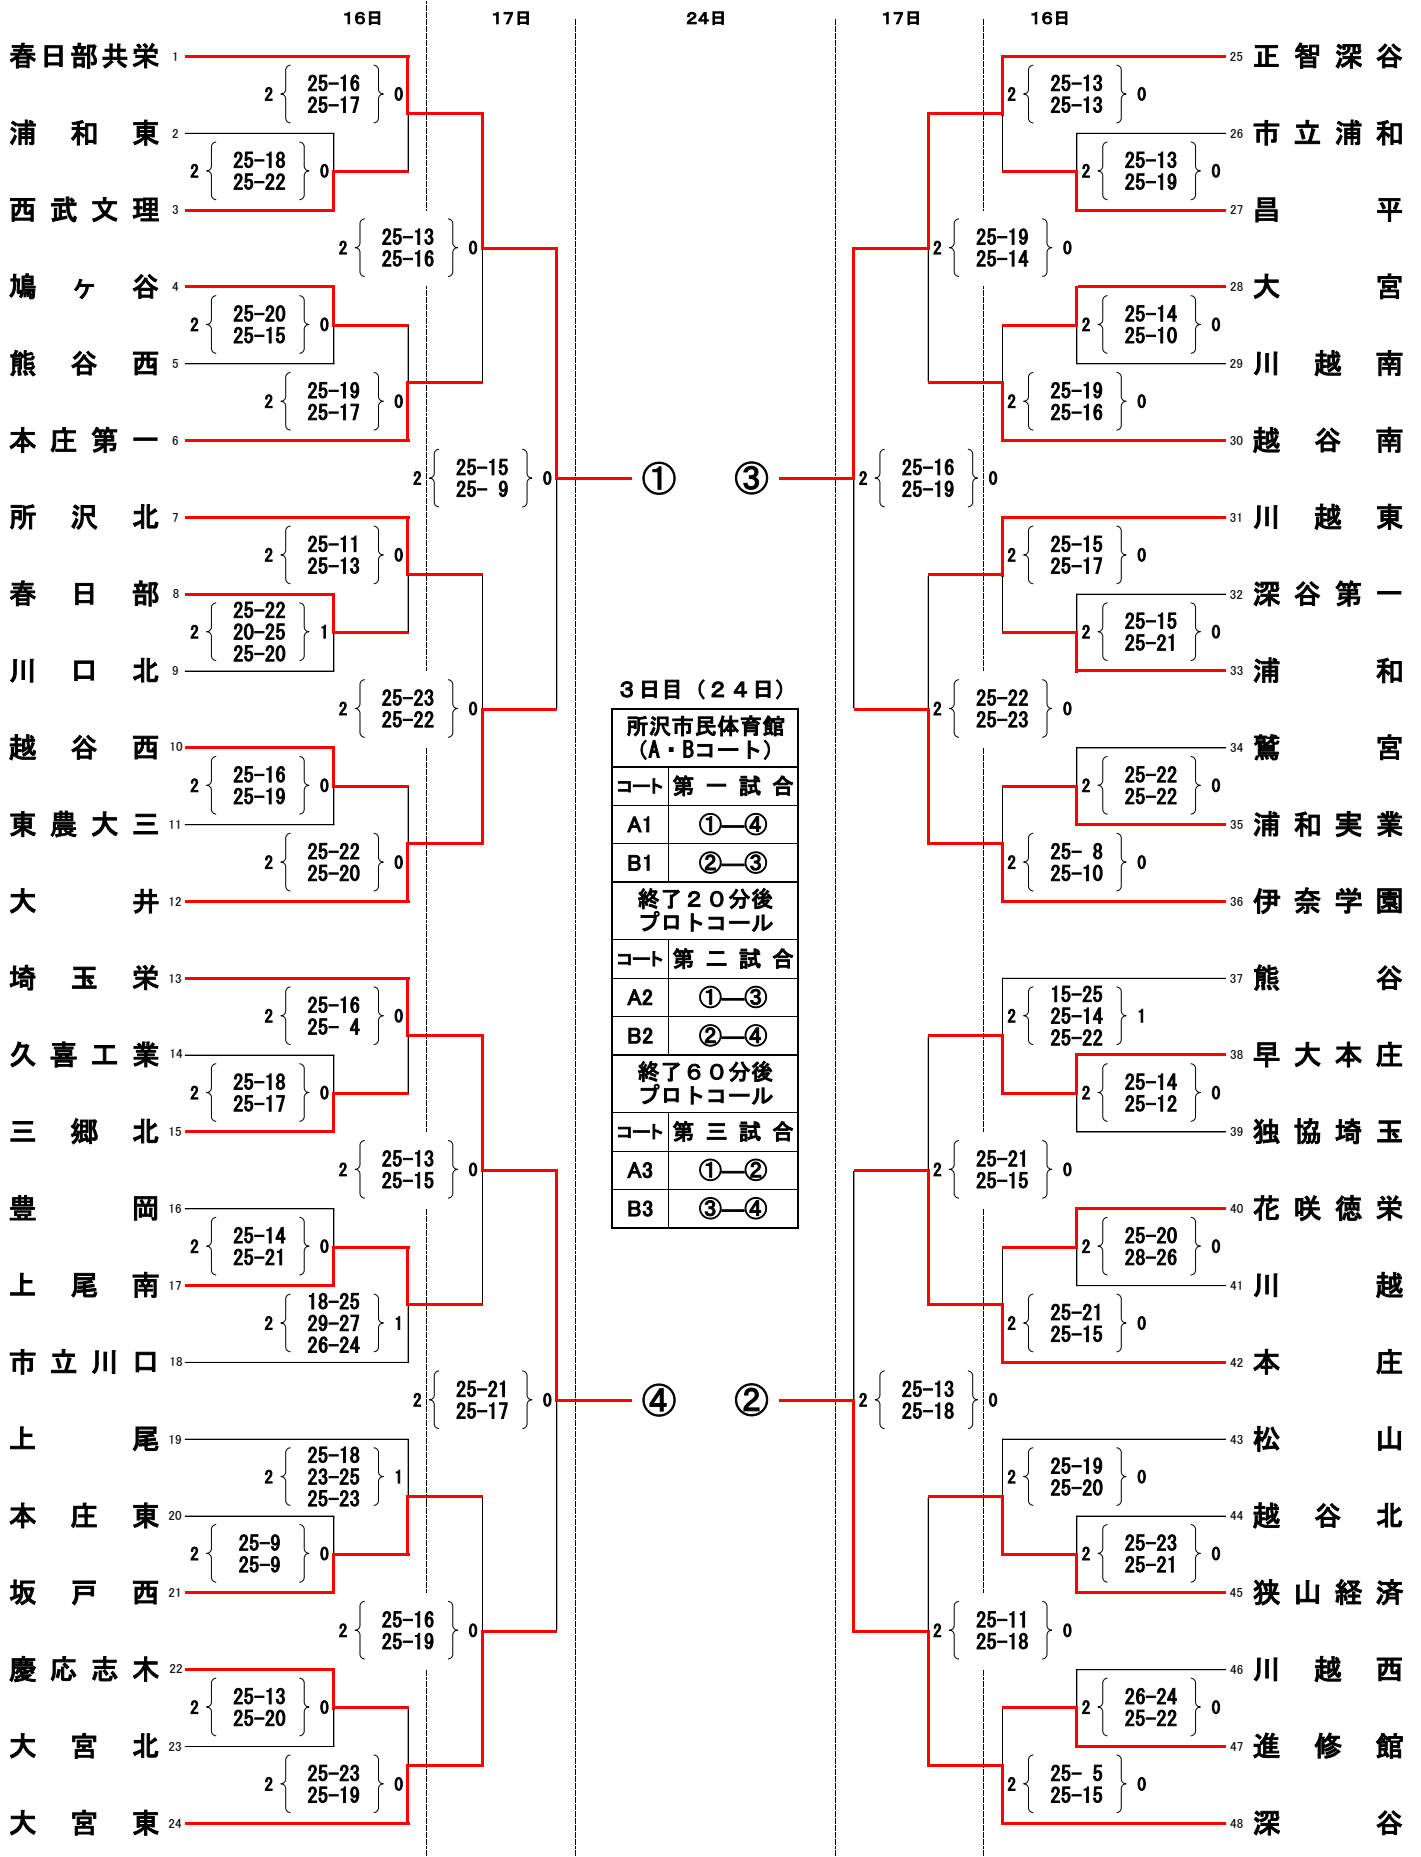 16日 17日 24日 17日 16日
春日部共栄 1
2 25-16 0
25-17
浦和東 2
2 25-18 0
25-22
西武文理 3
2 25-13 0
25-16
鳩ヶ谷 4
2 25-20 0
25-15
熊谷西 5
2 25-19 0
25-17
本庄第一 6
2 25-15 0
25- 9
①
所沢北 7
2 25-11 0
25-13
春日部 8
2 25-22 1
20-25
25-20
川口北 9
2 25-23 0
25-22
越谷西 10
2 25-16 0
25-19
東農大三 11
2 25-22 0
25-20
大井 12
埼玉栄 13
2 25-16 0
25- 4
久喜工業 14
2 25-18 0
25-17
三郷北 15
2 25-13 0
25-15
豊岡 16
2 25-14 0
25-21
上尾南 17
2 18-25 1
29-27
26-24
市立川口 18
2 25-21 0
25-17
④
上尾 19
2 25-18 1
23-25
25-23
本庄東 20
2 25-9 0
25-9
坂戸西 21
2 25-16 0
25-19
慶応志木 22
2 25-13 0
25-20
大宮北 23
2 25-23 0
25-19
大宮東 24
3日目(24日)
所沢市民体育館
(A・Bコート)
コート 第一試合
A1 ①―④
B1 ②―③
終了20分後
プロトコール
コート 第二試合
A2 ①―③
B2 ②―④
終了60分後
プロトコール
コート 第三試合
A3 ①―②
B3 ③―④
25 正智深谷
2 25-13 0
25-13
26 市立浦和
2 25-13 0
25-19
27 昌平
2 25-19 0
25-14
28 大宮
2 25-14 0
25-10
29 川越南
2 25-19 0
25-16
30 越谷南
③
2 25-16 0
25-19
31 川越東
2 25-15 0
25-17
32 深谷第一
2 25-15 0
25-21
33 浦和
2 25-22 0
25-23
34 鷲宮
2 25-22 0
25-22
35 浦和実業
2 25- 8 0
25-10
36 伊奈学園
37 熊谷
2 15-25 1
25-14
25-22
38 早大本庄
2 25-14 0
25-12
39 独協埼玉
2 25-21 0
25-15
40 花咲徳栄
2 25-20 0
28-26
41 川越
2 25-21 0
25-15
42 本庄
②
2 25-13 0
25-18
43 松山
2 25-19 0
25-20
44 越谷北
2 25-23 0
25-21
45 狭山経済
2 25-11 0
25-18
46 川越西
2 26-24 0
25-22
47 進修館
2 25- 5 0
25-15
48 深谷